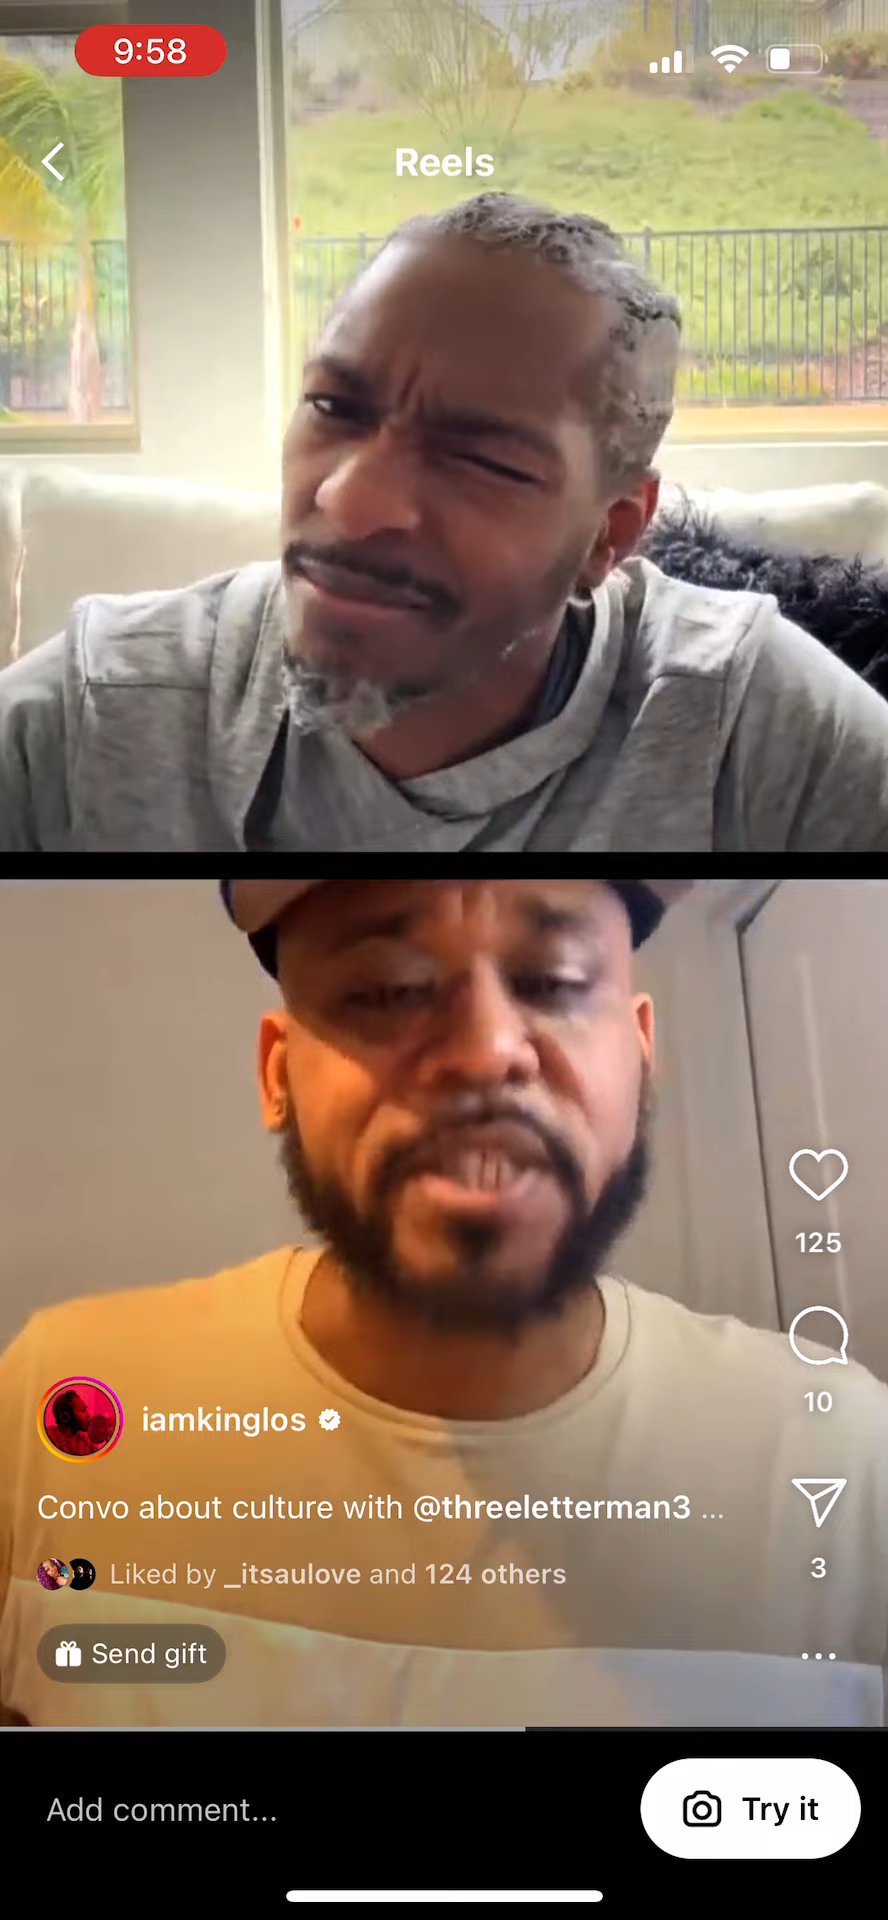 9:58
Reels
125
10
iamkinglos
Convo about culture with @threeletterman3 ...
3
Liked by _itsaulove and 124 others
Send gift
Add comment...
Try it